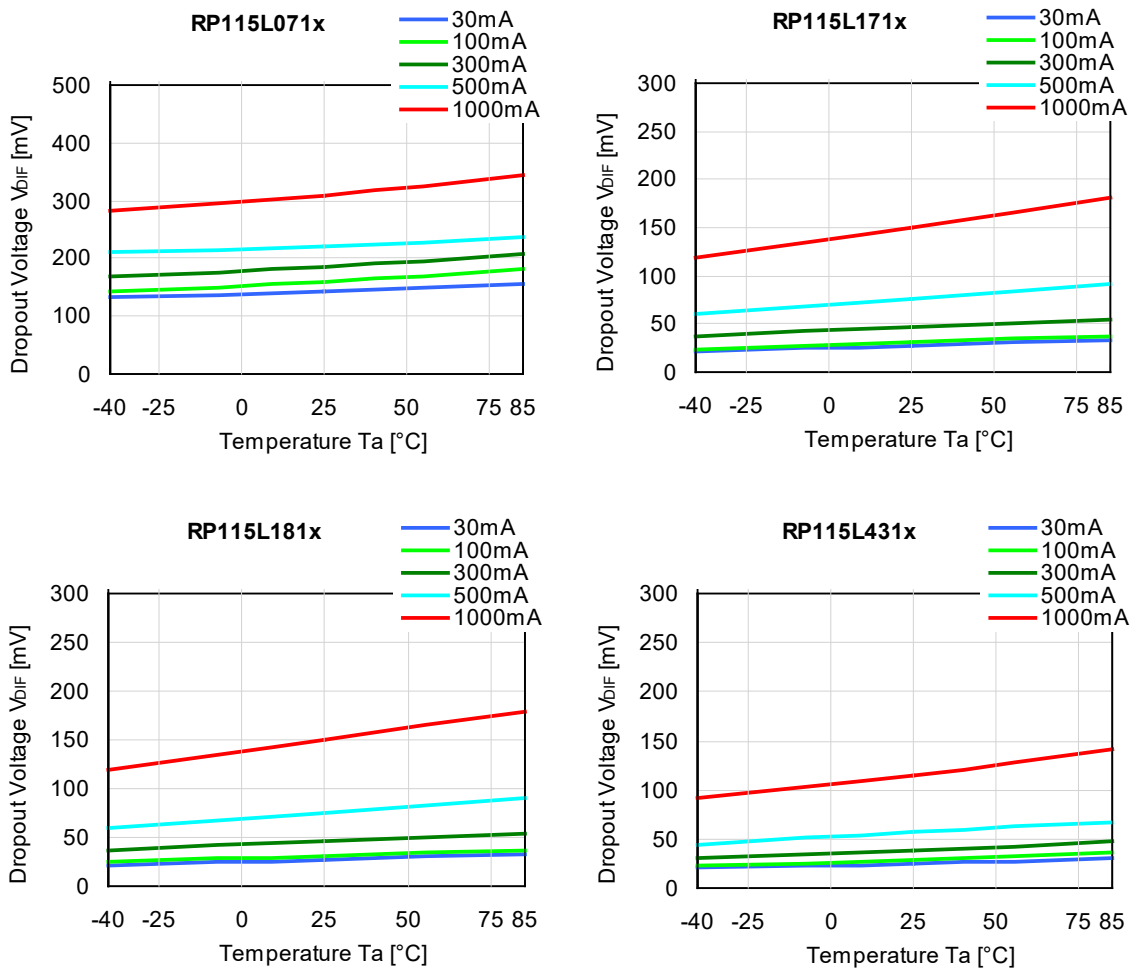 RP115L071x
30mA
100mA
300mA
500mA
1000mA
Dropout Voltage VDIF [mV]
500
400
300
200
100
0
-40 -25 0 25 50 75 85
Temperature Ta [°C]
RP115L171x
30mA
100mA
300mA
500mA
1000mA
Dropout Voltage VDIF [mV]
300
250
200
150
100
50
0
-40 -25 0 25 50 75 85
Temperature Ta [°C]
RP115L181x
30mA
100mA
300mA
500mA
1000mA
Dropout Voltage VDIF [mV]
300
250
200
150
100
50
0
-40 -25 0 25 50 75 85
Temperature Ta [°C]
RP115L431x
30mA
100mA
300mA
500mA
1000mA
Dropout Voltage VDIF [mV]
300
250
200
150
100
50
0
-40 -25 0 25 50 75 85
Temperature Ta [°C]